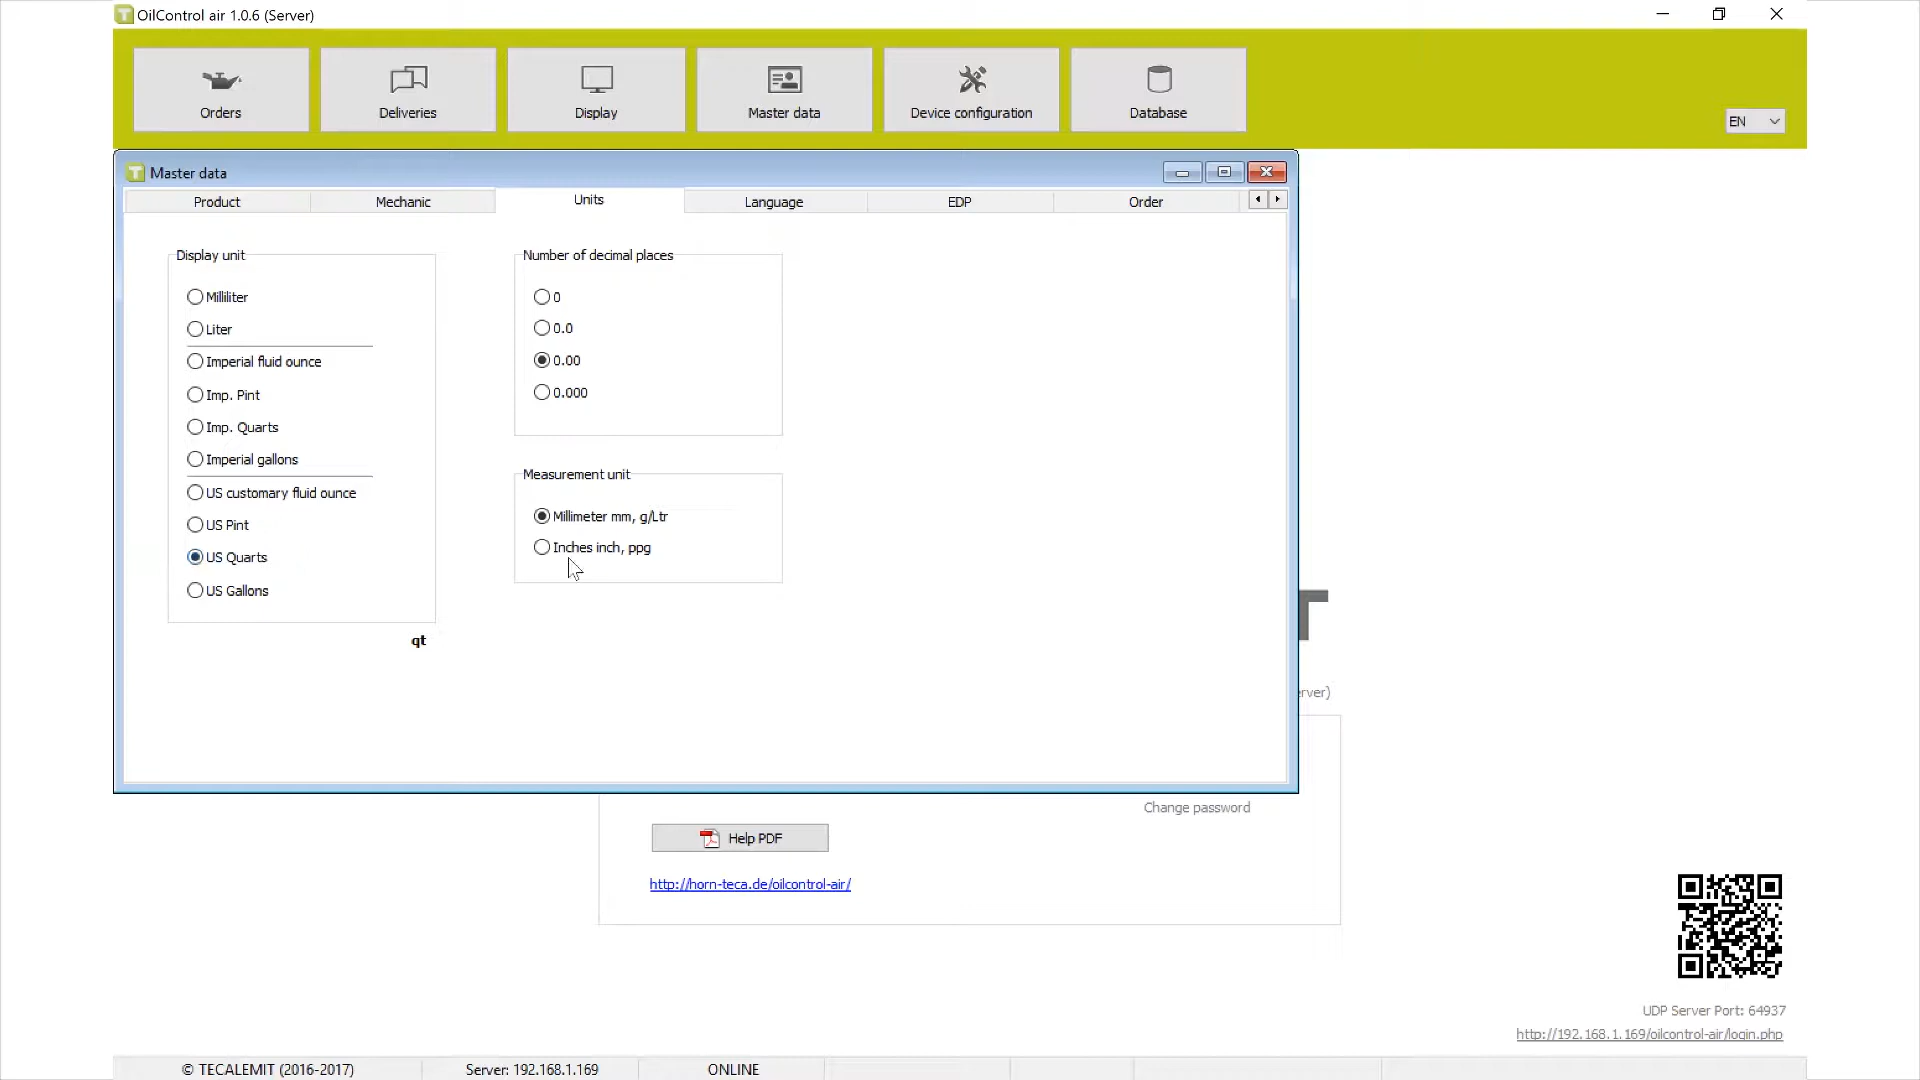 OilControl air 1.0.6 (Server)
Orders
Deliveries
Display
Master data
Device configuration
Database
EN
Master data
Product
Mechanic
Units
Language
EDP
Order
Display unit
Milliliter
Liter
Imperial fluid ounce
Imp. Pint
Imp. Quarts
Imperial gallons
US customary fluid ounce
US Pint
US Quarts
US Gallons
qt
Number of decimal places
0
0.0
0.00
0.000
Measurement unit
Millimeter mm, g/Ltr
Inches inch, ppg
T
erver)
Change password
Help PDF
http://horn-teca.de/oilcontrol-air/
UDP Server Port: 64937
http://192.168.1.169/oilcontrol-air/login.php
© TECALEMIT (2016-2017)
Server: 192.168.1.169
ONLINE